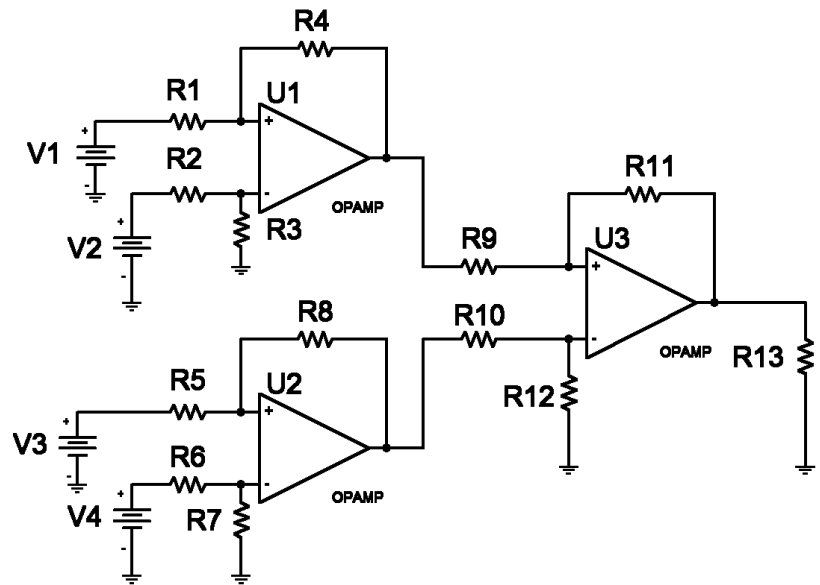 R4
R1
U1
+
+
V1
-
R2
-
OPAMP
+
R3
V2
-
R11
R9
U3
+
R8
R10
-
OPAMP
R13
R5
U2
R12
+
+
V3
-
R6
-
OPAMP
+
V4
R7
-